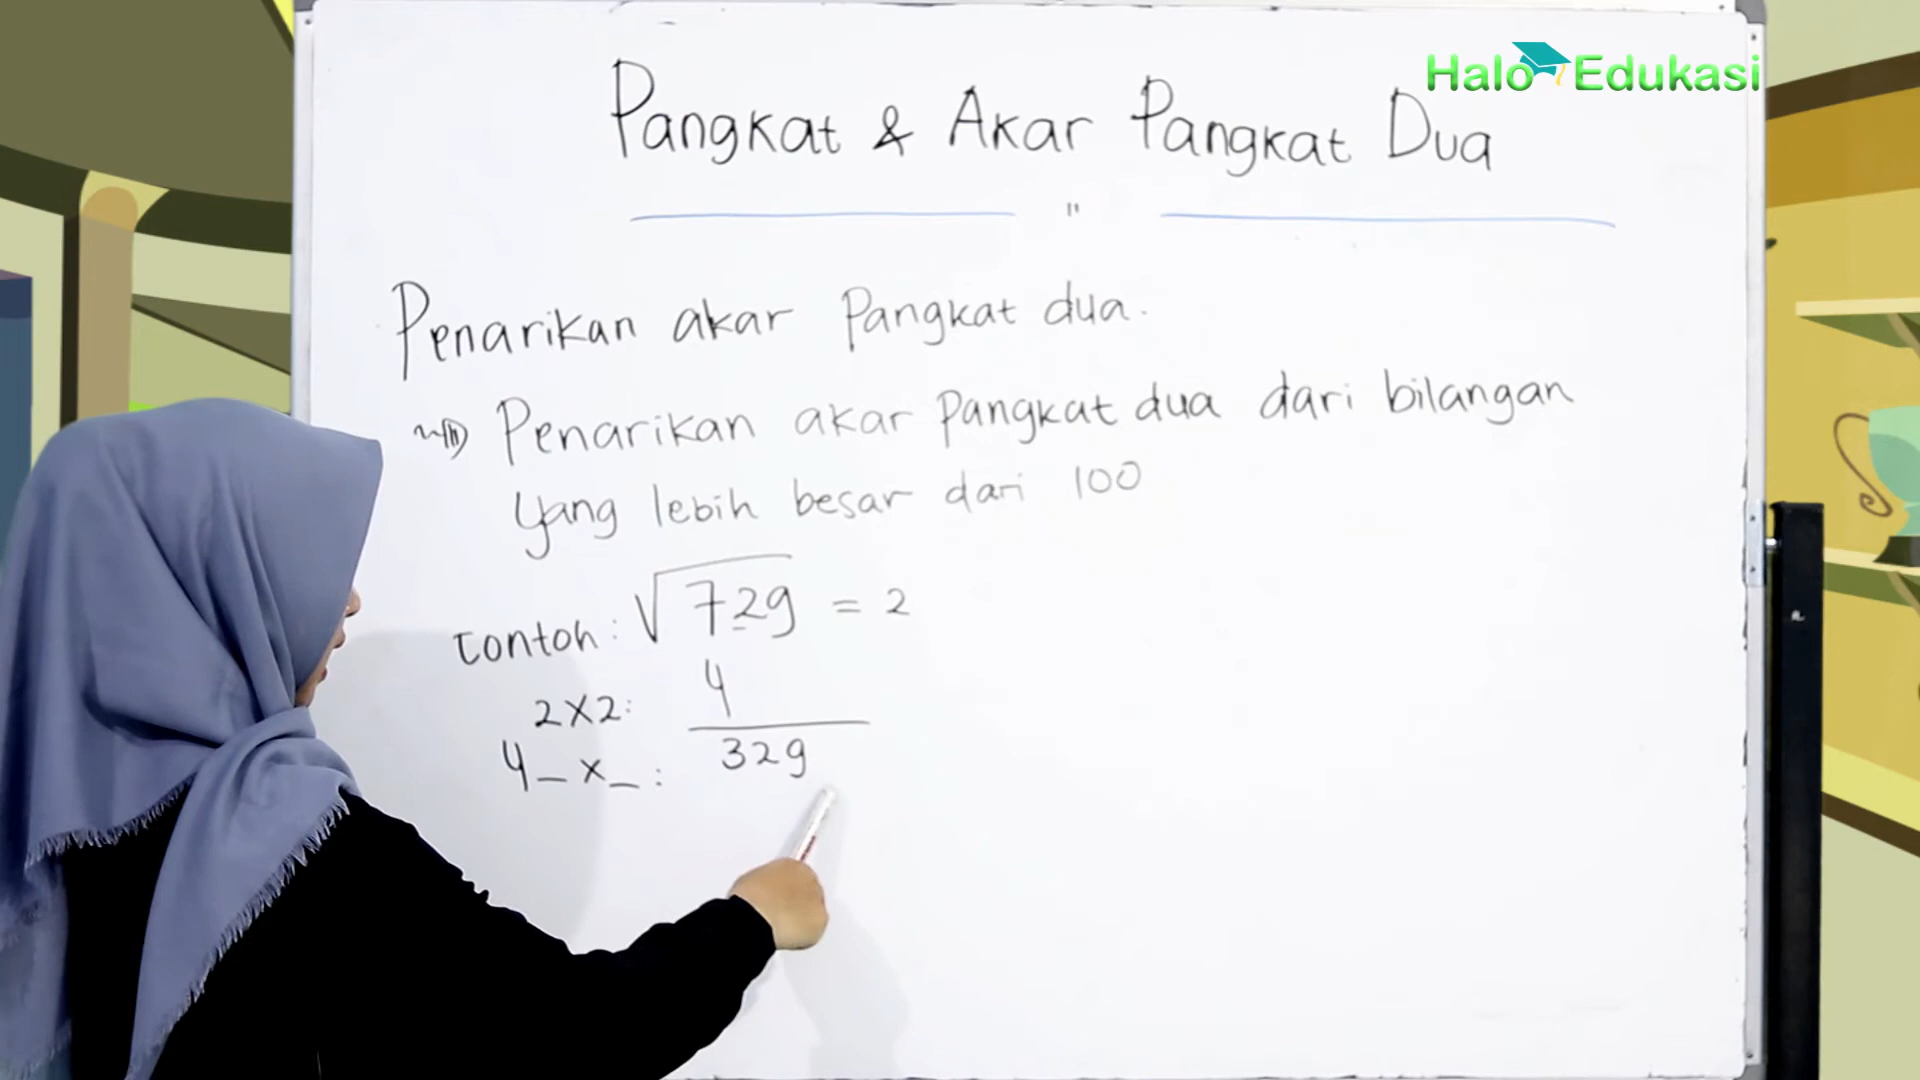 Halo Edukasi
Pangkat & Akar Pangkat Dua
Penarikan akar Pangkat dua.
Penarikan akar Pangkat dua dari bilangan
yang lebih besar dari 100
Contoh: √729 = 2
2x2: 4
4_x_: 329